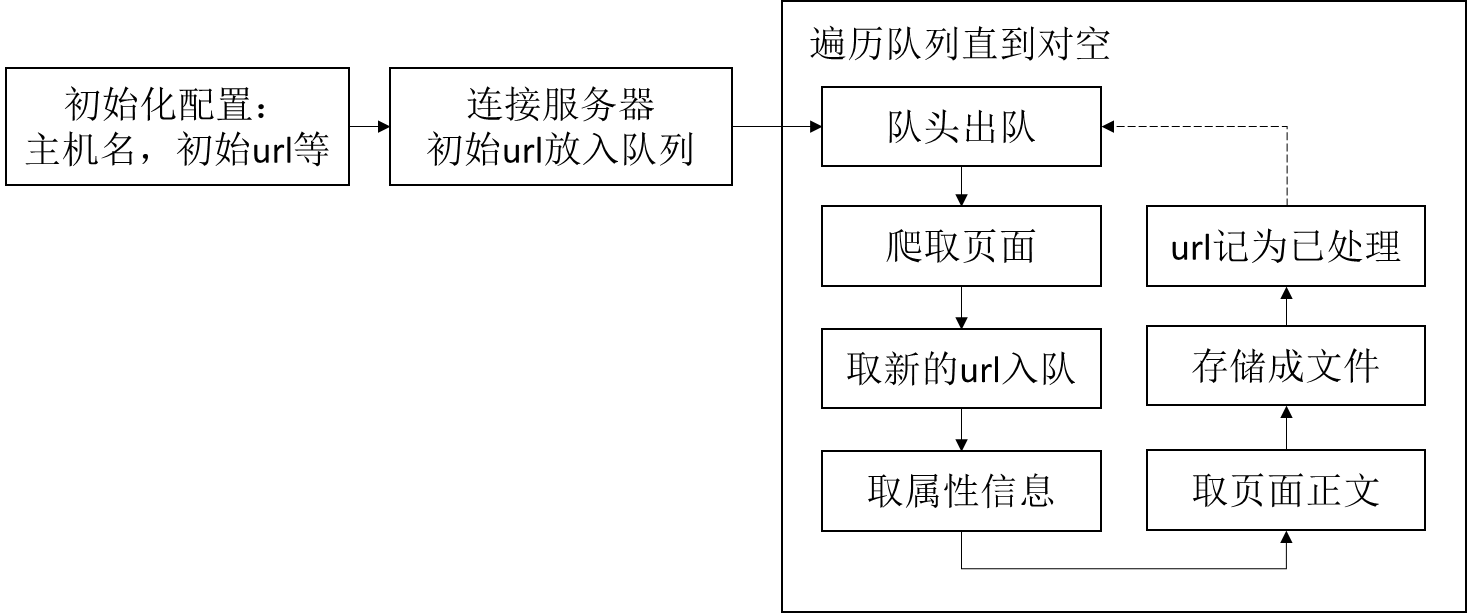 初始化配置：
主机名，初始url等
连接服务器
初始url放入队列
遍历队列直到对空
队头出队
爬取页面
取新的url入队
取属性信息
取页面正文
存储成文件
url记为已处理